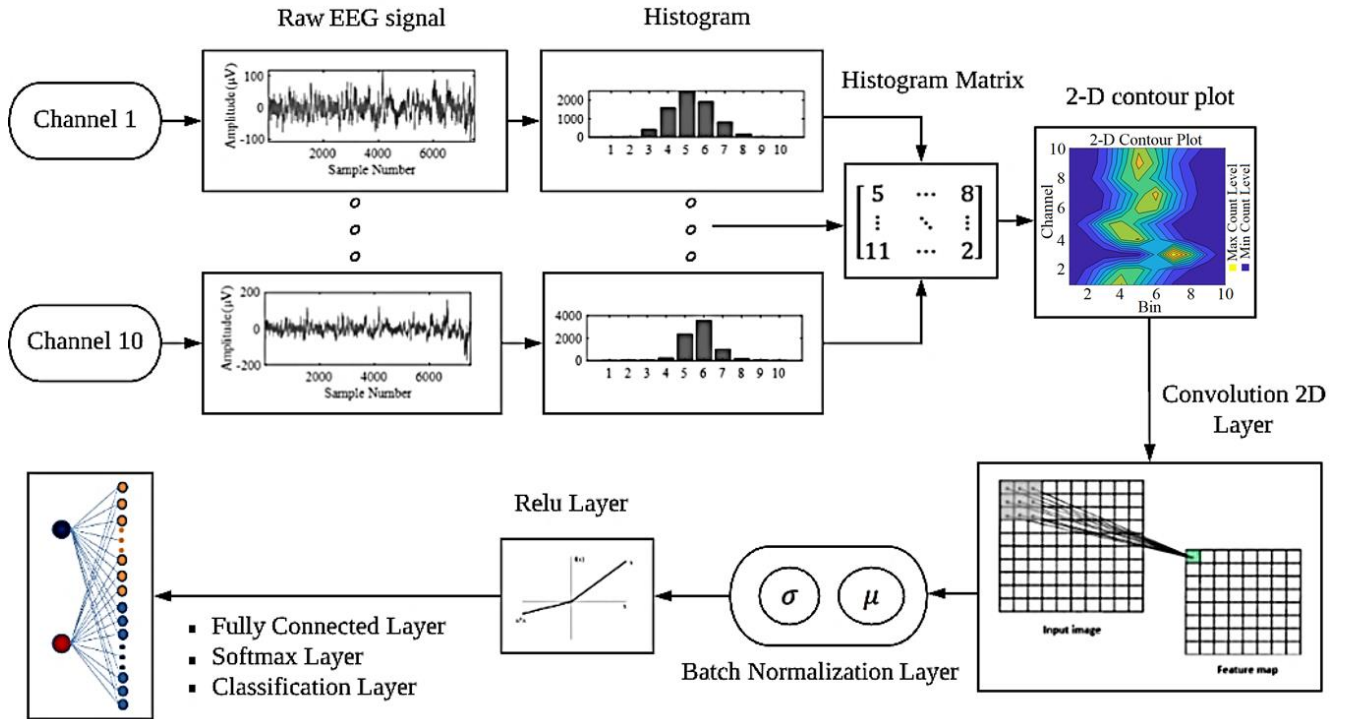 Raw EEG signal
Histogram
Channel 1
Amplitude (μV)
100
0
-100
2000 4000 6000
Sample Number
2000
1000
0
1 2 3 4 5 6 7 8 9 10
Histogram Matrix
5 ⋯ 8
⋮ ⋱ ⋮
11 ⋯ 2
2-D contour plot
2-D Contour Plot
Channel
10
8
6
4
2
2 4 6 8 10
Bin
Max Count Level
Min Count Level
Channel 10
Amplitude (μV)
200
0
-200
2000 4000 6000
Sample Number
4000
2000
0
1 2 3 4 5 6 7 8 9 10
Convolution 2D
Layer
Input image
Feature map
σ μ
Batch Normalization Layer
Relu Layer
▪ Fully Connected Layer
▪ Softmax Layer
▪ Classification Layer